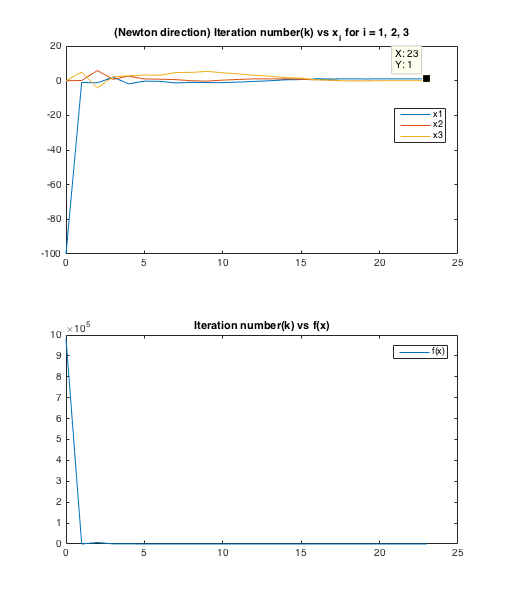 (Newton direction) Iteration number(k) vs x_i for i = 1, 2, 3
20
0
-20
-40
-60
-80
-100
0 5 10 15 20 25
X: 23
Y: 1
x1
x2
x3
Iteration number(k) vs f(x)
×10^5
10
9
8
7
6
5
4
3
2
1
0
0 5 10 15 20 25
f(x)